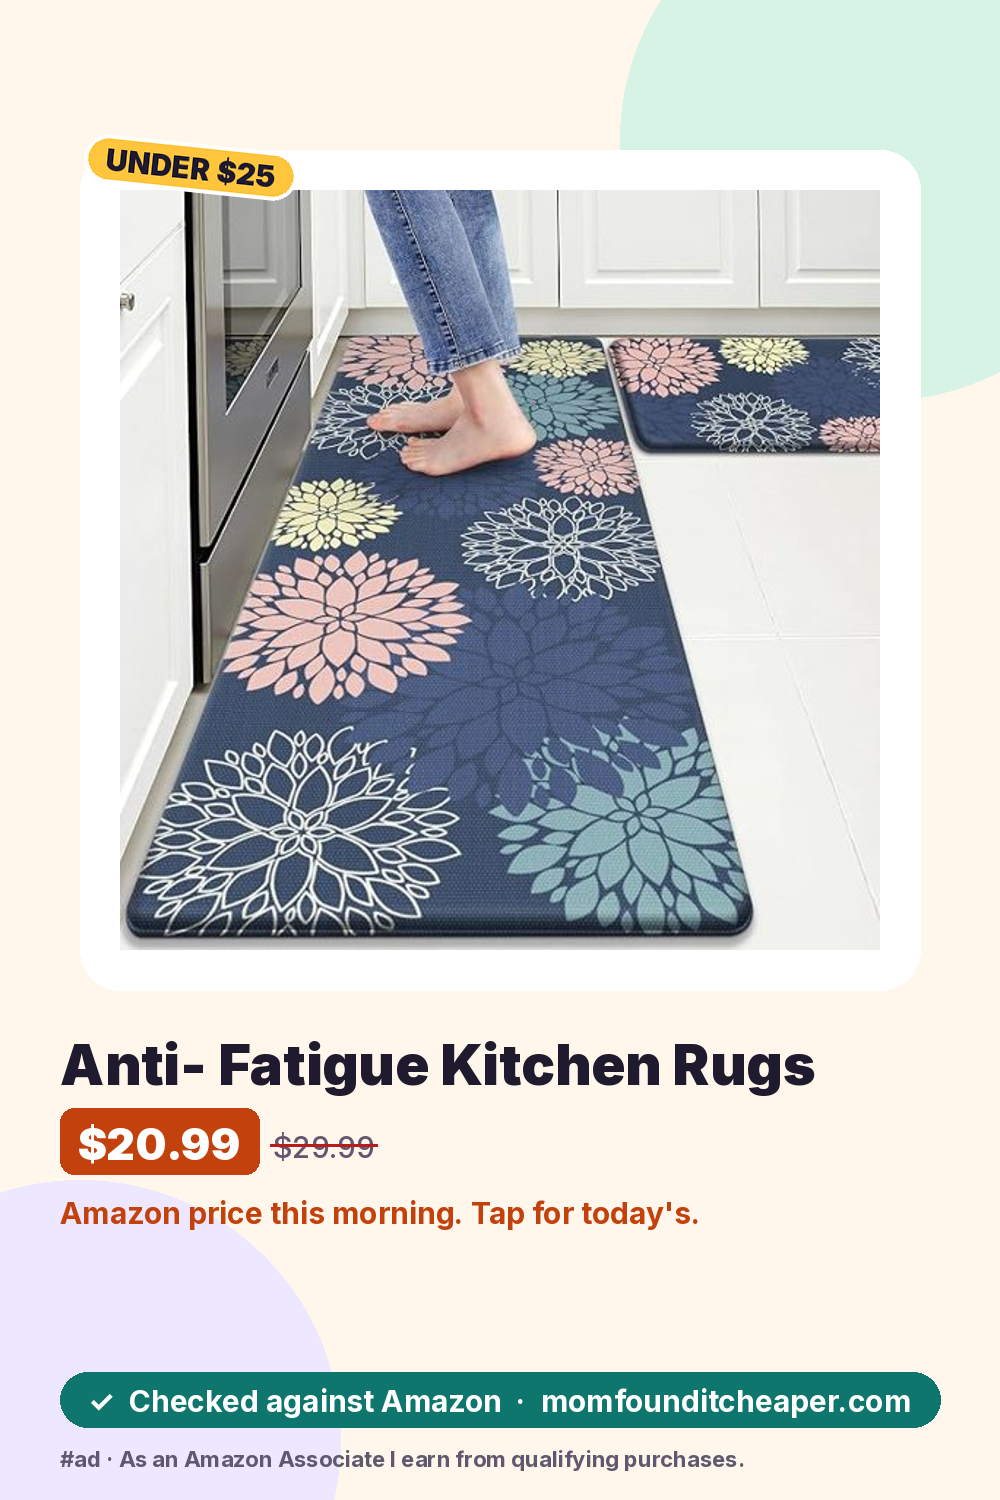 UNDER $25
Anti- Fatigue Kitchen Rugs
$20.99 $29.99
Amazon price this morning. Tap for today's.
✓ Checked against Amazon · momfounditcheaper.com
#ad · As an Amazon Associate I earn from qualifying purchases.